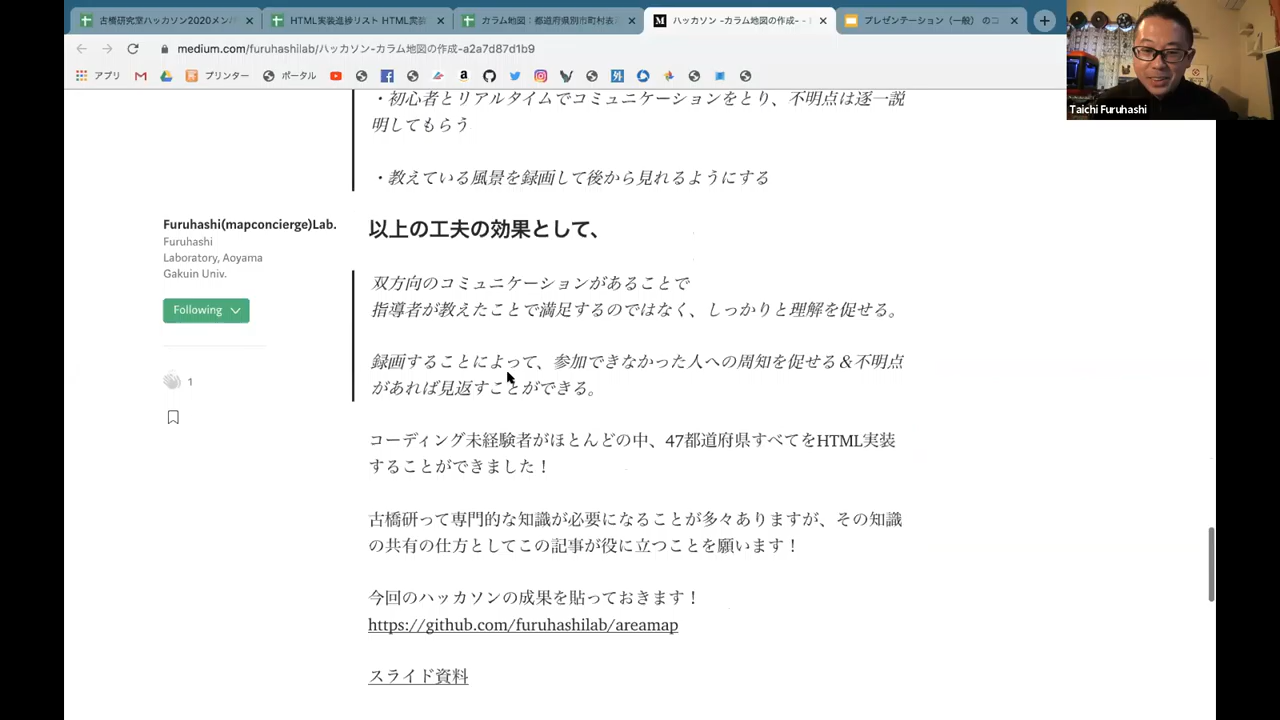 古橋研究室ハッカソン2020メンバ
HTML実装進捗リスト HTML実装
カラム地図：都道府県別市町村表
ハッカソン -カラム地図の作成- -
プレゼンテーション（一般） のコ
medium.com/furuhashilab/ハッカソン-カラム地図の作成-a2a7d87d1b9
アプリ
プリンター
ポータル
Taichi Furuhashi
・初心者とリアルタイムでコミュニケーションをとり、不明点は逐一説
明してもらう
・教えている風景を録画して後から見れるようにする
Furuhashi(mapconcierge)Lab.
Furuhashi
Laboratory, Aoyama
Gakuin Univ.
Following
1
以上の工夫の効果として、
双方向のコミュニケーションがあることで
指導者が教えたことで満足するのではなく、しっかりと理解を促せる。
録画することによって、参加できなかった人への周知を促せる＆不明点
があれば見返すことができる。
コーディング未経験者がほとんどの中、47都道府県すべてをHTML実装
することができました！
古橋研って専門的な知識が必要になることが多々ありますが、その知識
の共有の仕方としてこの記事が役に立つことを願います！
今回のハッカソンの成果を貼っておきます！
https://github.com/furuhashilab/areamap
スライド資料